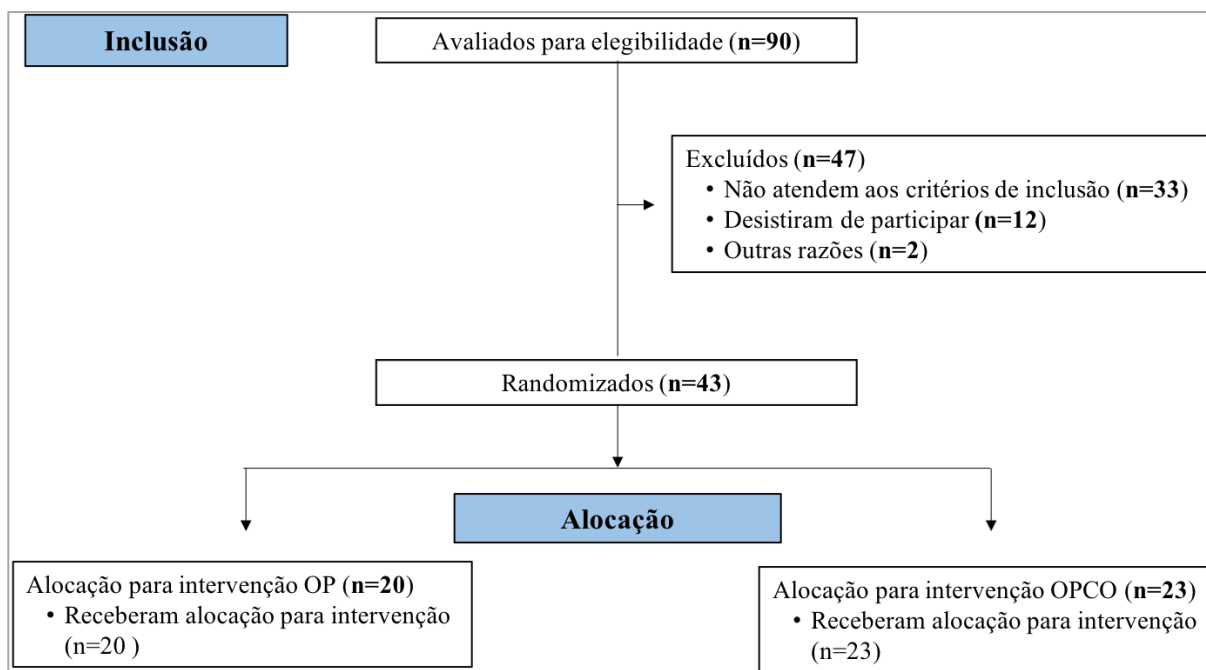 Inclusão
Avaliados para elegibilidade (n=90)
Excluídos (n=47)
• Não atendem aos critérios de inclusão (n=33)
• Desistiram de participar (n=12)
• Outras razões (n=2)
Randomizados (n=43)
Alocação
Alocação para intervenção OP (n=20)
• Receberam alocação para intervenção
(n=20 )
Alocação para intervenção OPCO (n=23)
• Receberam alocação para intervenção
(n=23)